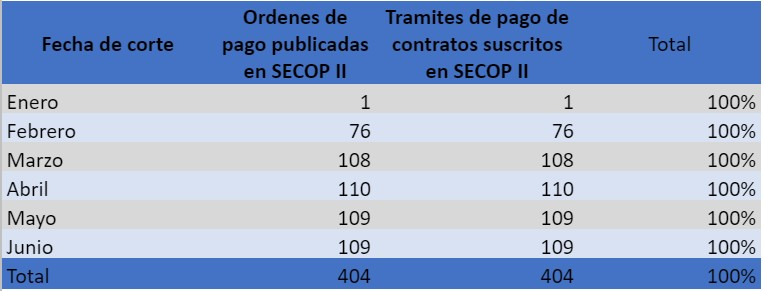 Fecha de corte Ordenes de pago publicadas en SECOP II Tramites de pago de contratos suscritos en SECOP II Total
Enero 1 1 100%
Febrero 76 76 100%
Marzo 108 108 100%
Abril 110 110 100%
Mayo 109 109 100%
Junio 109 109 100%
Total 404 404 100%